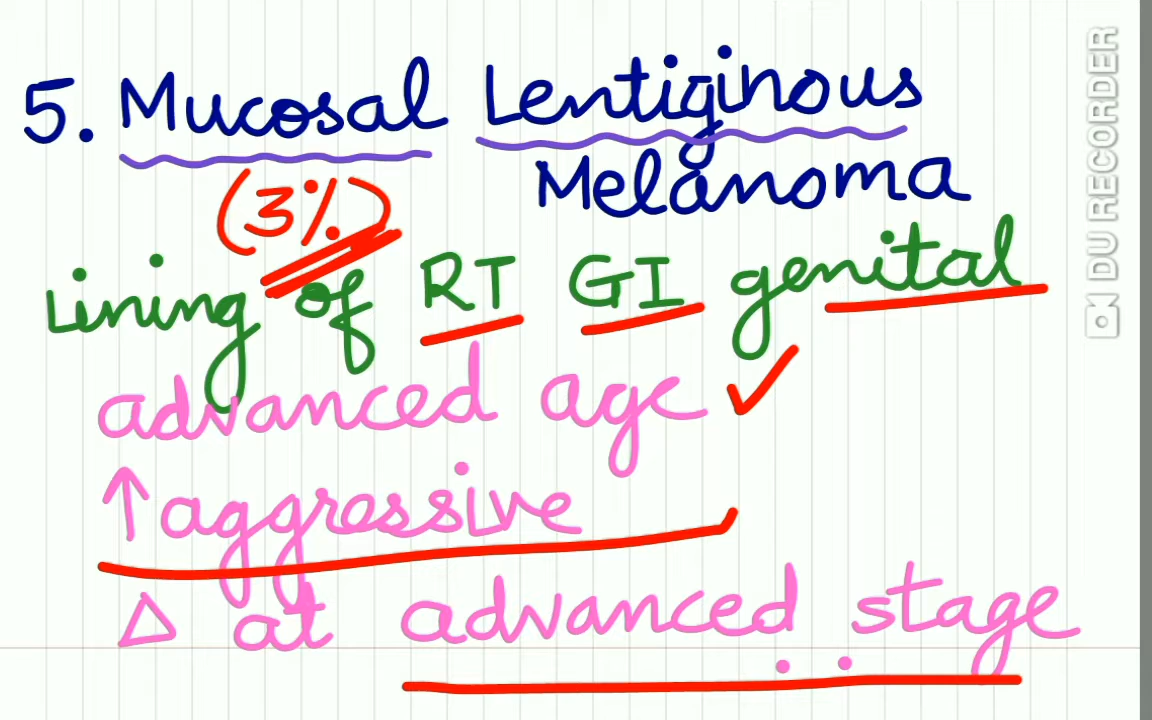 5. Mucosal Lentiginous
Melanoma
(3%)
Lining of RT GI genital
advanced age ✓
↑ aggressive
Δ at advanced stage
DU RECORDER